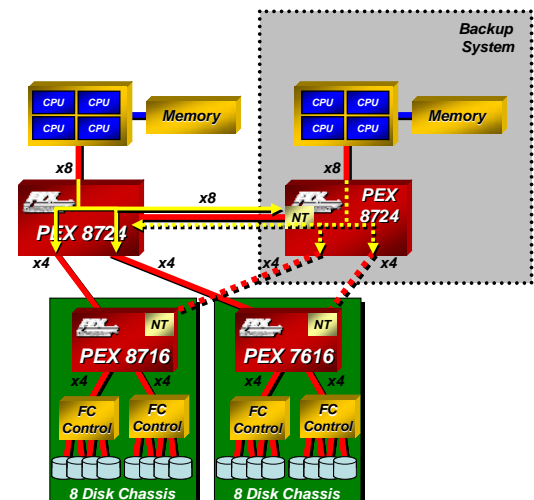 Backup
System
CPU CPU
CPU CPU
Memory
CPU CPU
CPU CPU
Memory
x8
x8
PEX 8724
x8
NT
PEX
8724
x4
x4
x4
x4
NT
PEX 8716
NT
PEX 7616
x4
x4
x4
x4
FC
Control
FC
Control
FC
Control
FC
Control
8 Disk Chassis
8 Disk Chassis